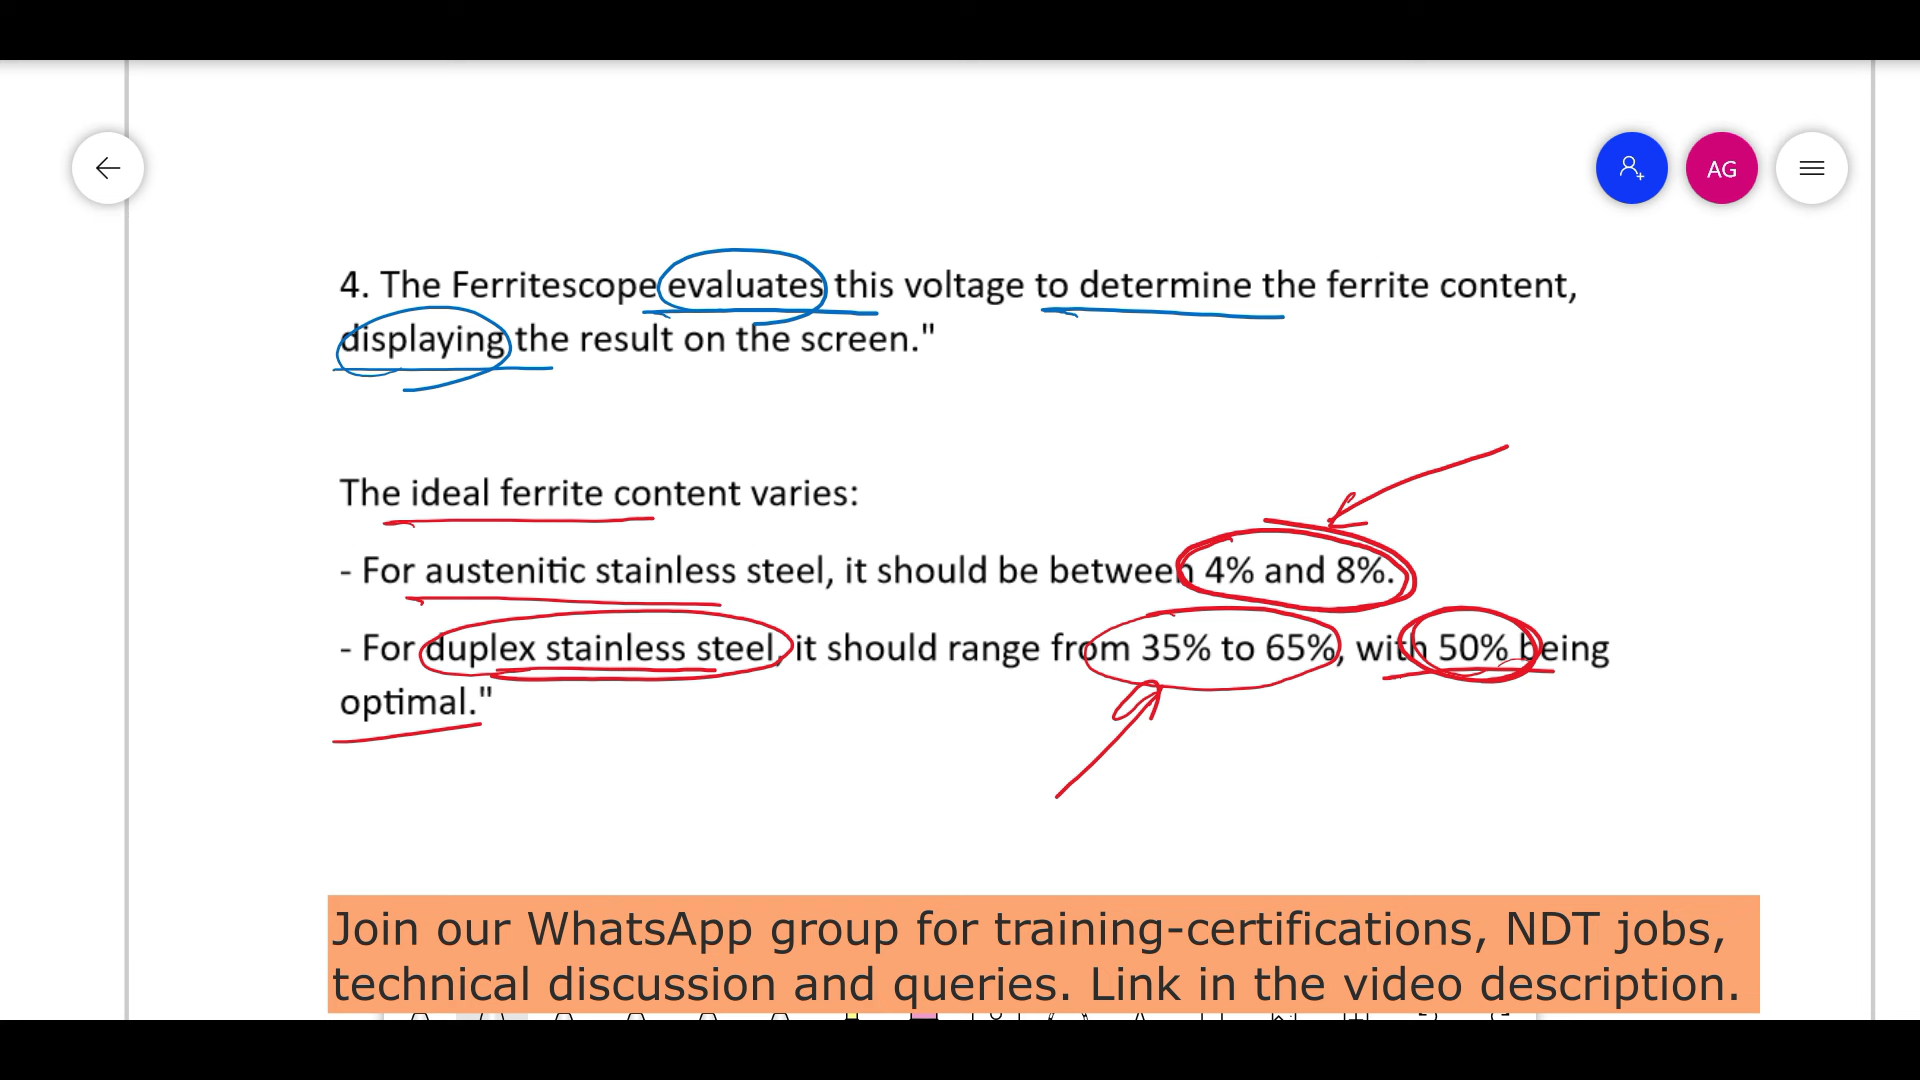 AG
4. The Ferritescope evaluates this voltage to determine the ferrite content,
displaying the result on the screen."
The ideal ferrite content varies:
- For austenitic stainless steel, it should be between 4% and 8%.
- For duplex stainless steel, it should range from 35% to 65%, with 50% being
optimal."
Join our WhatsApp group for training-certifications, NDT jobs,
technical discussion and queries. Link in the video description.